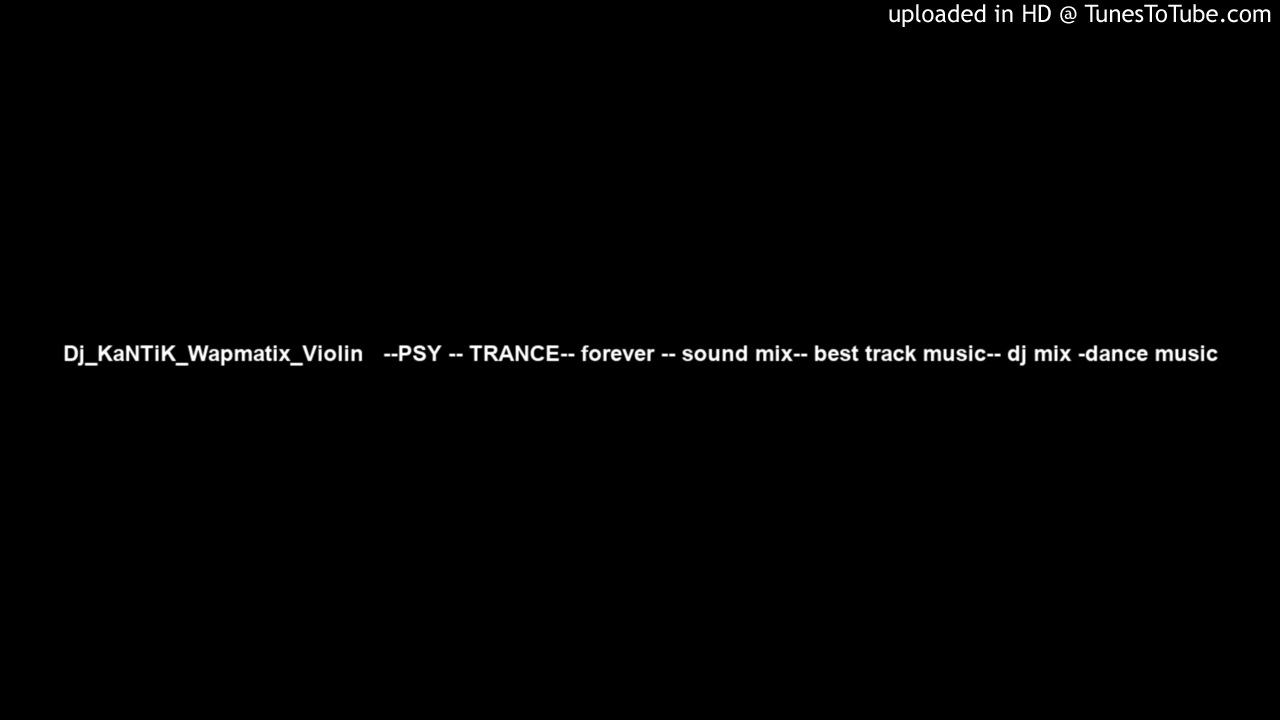 uploaded in HD @ TunesToTube.com
Dj_KaNTiK_Wapmatix_Violin --PSY -- TRANCE-- forever -- sound mix-- best track music-- dj mix -dance music